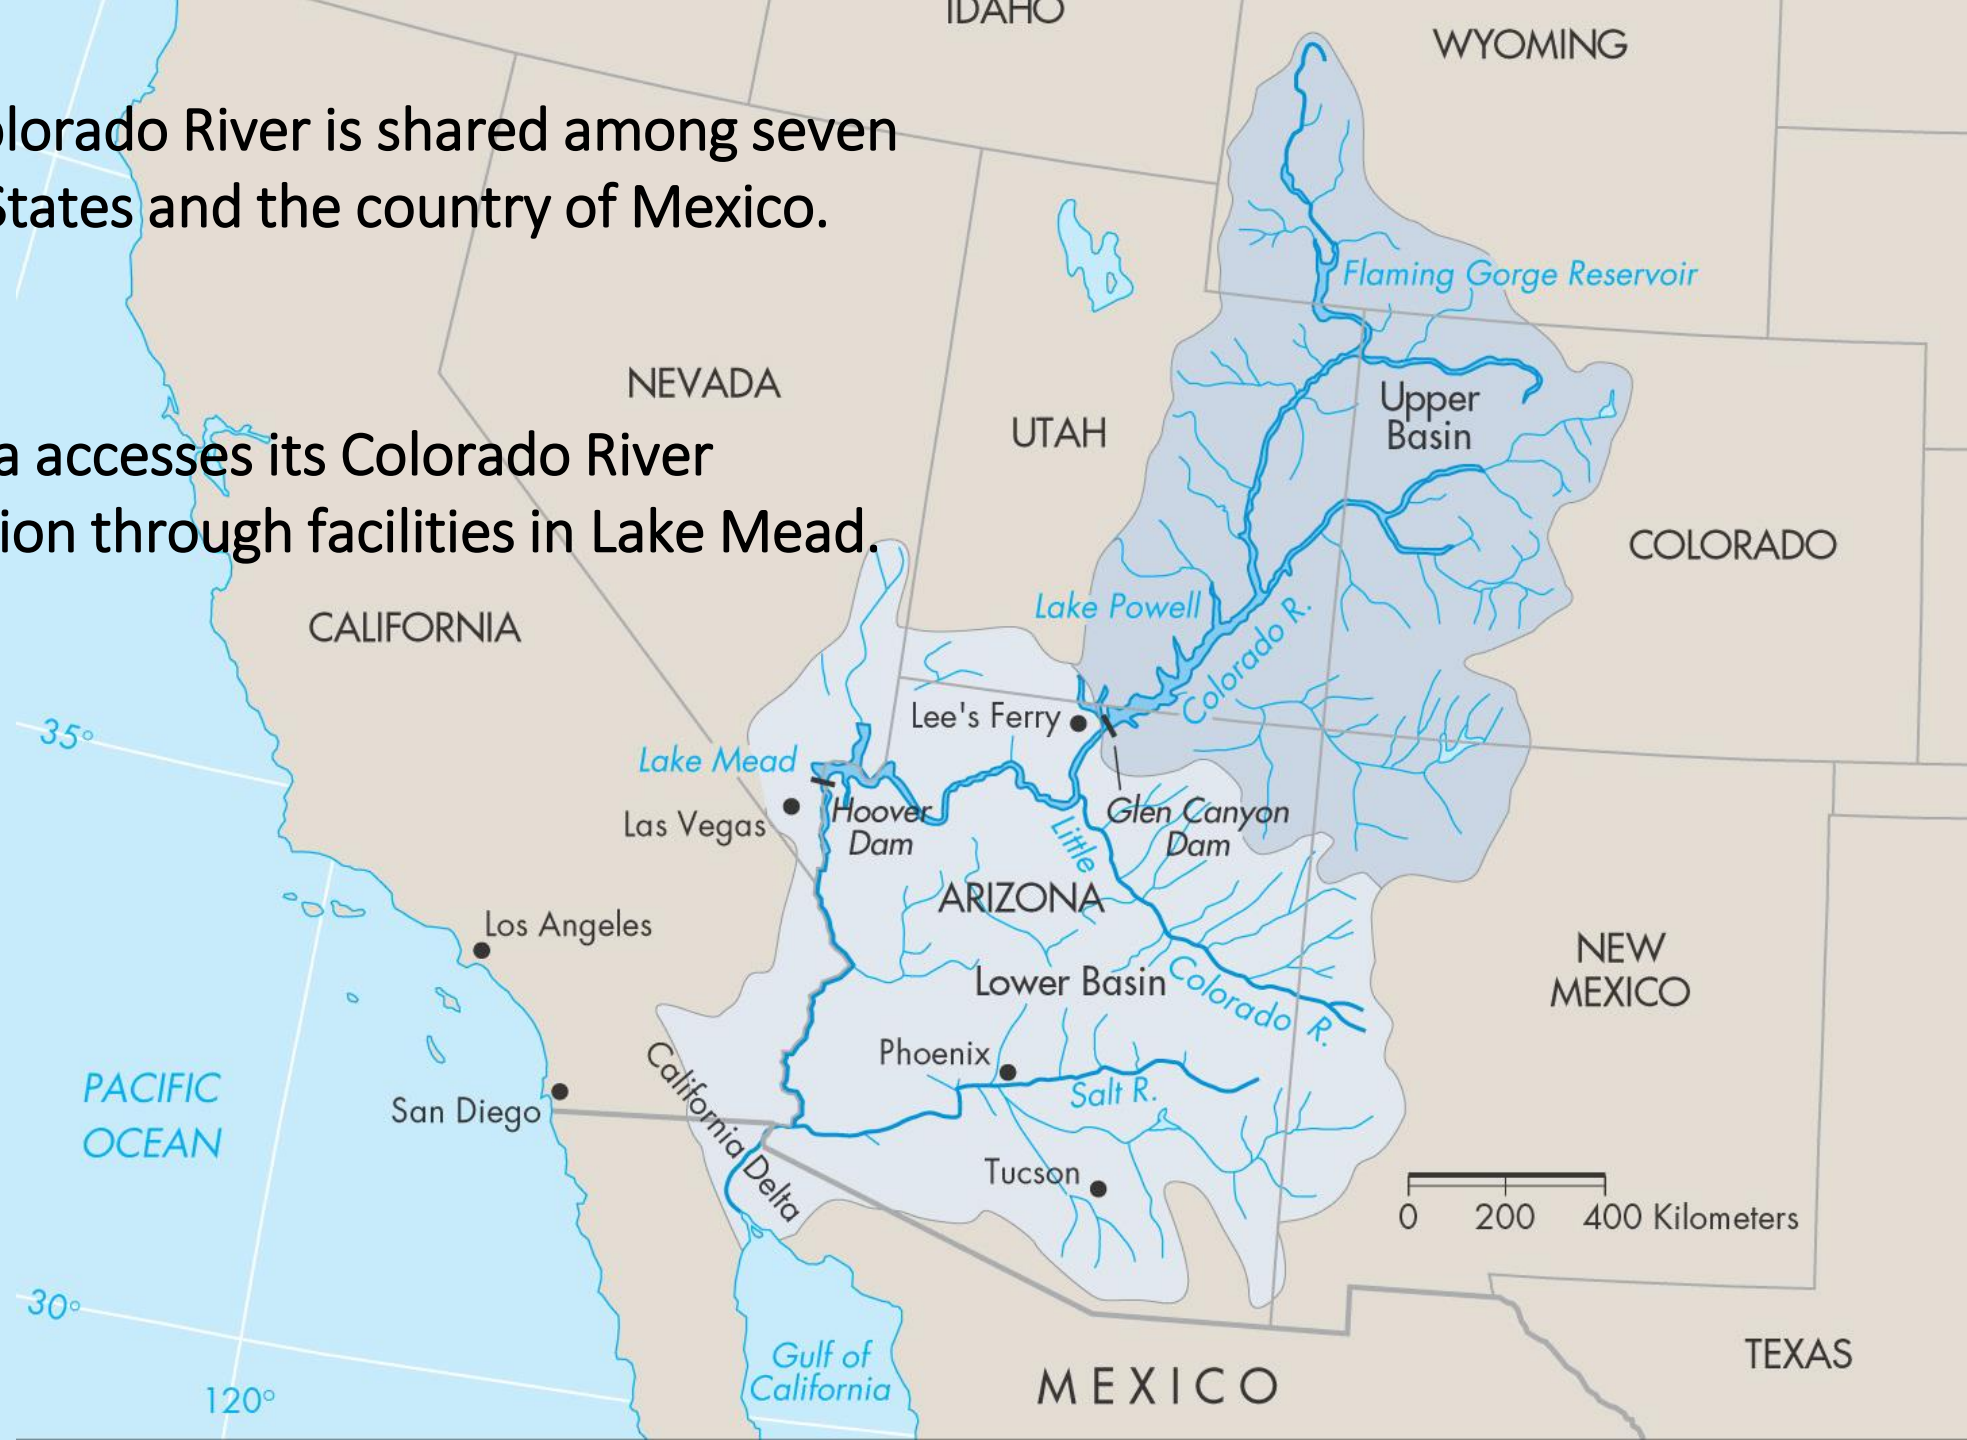 IDAHO
WYOMING
olorado River is shared among seven
States and the country of Mexico.
Flaming Gorge Reservoir
NEVADA
Upper
Basin
UTAH
a accesses its Colorado River
tion through facilities in Lake Mead.
COLORADO
CALIFORNIA
Lake Powell
Colorado R.
Lee's Ferry
35°
Lake Mead
Hoover
Dam
Glen Canyon
Dam
Las Vegas
Little
ARIZONA
Los Angeles
NEW
MEXICO
Lower Basin
Colorado R.
Phoenix
California Delta
PACIFIC
OCEAN
Salt R.
San Diego
Tucson
0 200 400 Kilometers
30°
Gulf of
California
MEXICO
TEXAS
120°